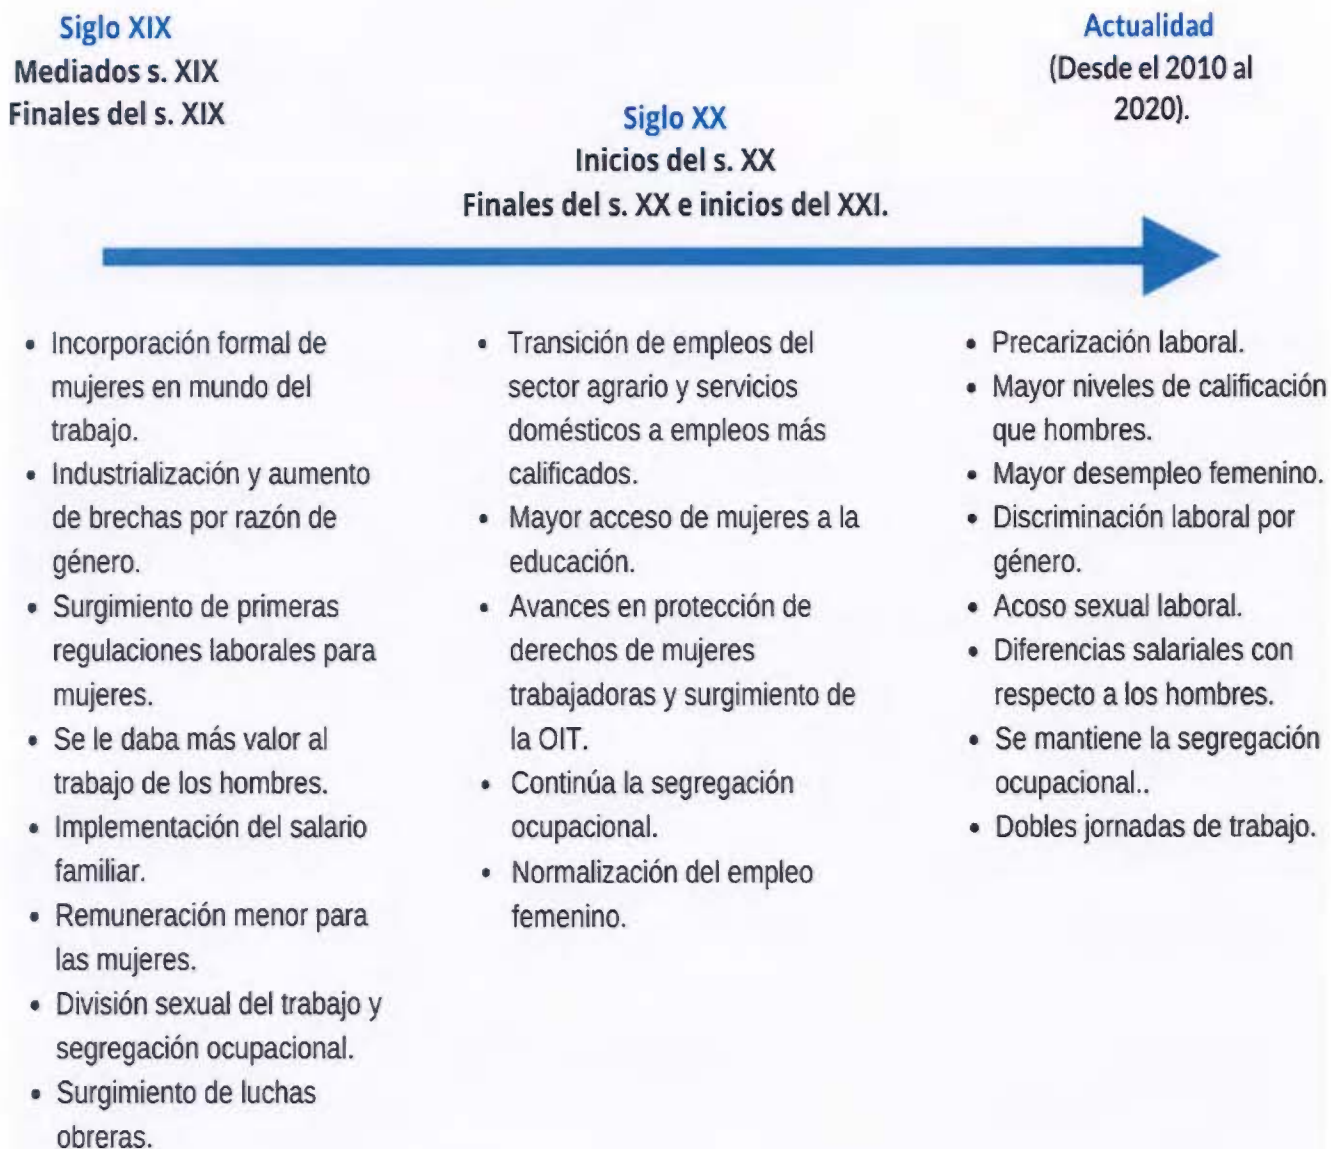 Siglo XIX
Mediados s. XIX
Finales del s. XIX
Siglo XX
Inicios del s. XX
Finales del s. XX e inicios del XXI.
Actualidad
(Desde el 2010 al
2020).
• Incorporación formal de
mujeres en mundo del
trabajo.
• Industrialización y aumento
de brechas por razón de
género.
• Surgimiento de primeras
regulaciones laborales para
mujeres.
• Se le daba más valor al
trabajo de los hombres.
• Implementación del salario
familiar.
• Remuneración menor para
las mujeres.
• División sexual del trabajo y
segregación ocupacional.
• Surgimiento de luchas
obreras.
• Transición de empleos del
sector agrario y servicios
domésticos a empleos más
calificados.
• Mayor acceso de mujeres a la
educación.
• Avances en protección de
derechos de mujeres
trabajadoras y surgimiento de
la OIT.
• Continúa la segregación
ocupacional.
• Normalización del empleo
femenino.
• Precarización laboral.
• Mayor niveles de calificación
que hombres.
• Mayor desempleo femenino.
• Discriminación laboral por
género.
• Acoso sexual laboral.
• Diferencias salariales con
respecto a los hombres.
• Se mantiene la segregación
ocupacional..
• Dobles jornadas de trabajo.